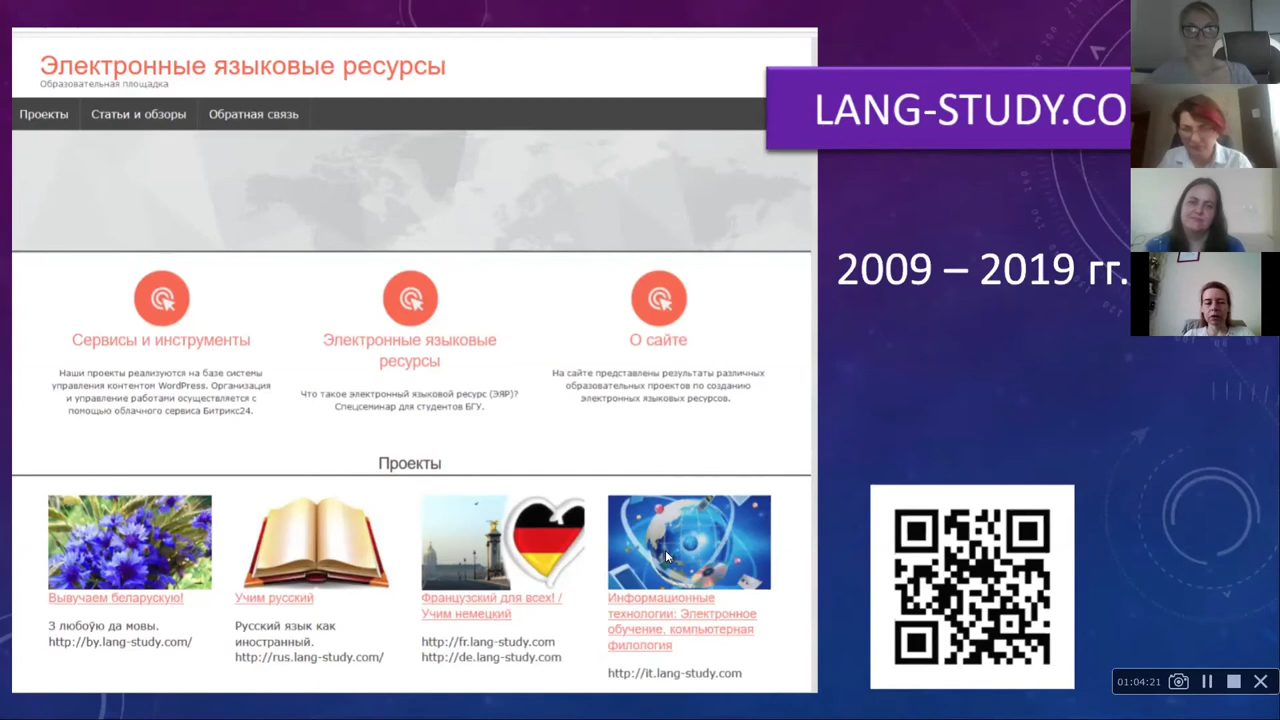 Электронные языковые ресурсы
Образовательная площадка
Проекты
Статьи и обзоры
Обратная связь
LANG-STUDY.CO
2009 – 2019 гг.
Сервисы и инструменты
Наши проекты реализуются на базе системы
управления контентом WordPress. Организация
и управление работами осуществляется с
помощью облачного сервиса Битрикс24.
Электронные языковые
ресурсы
Что такое электронный языковой ресурс (ЭЯР)?
Спецсеминар для студентов БГУ.
О сайте
На сайте представлены результаты различных
образовательных проектов по созданию
электронных языковых ресурсов.
Проекты
Вывучаем беларускую!
З любоўю да мовы.
http://by.lang-study.com/
Учим русский
Русский язык как
иностранный.
http://rus.lang-study.com/
Французский для всех! /
Учим немецкий
http://fr.lang-study.com
http://de.lang-study.com
Информационные
технологии: Электронное
обучение, компьютерная
филология
http://it.lang-study.com
01:04:21